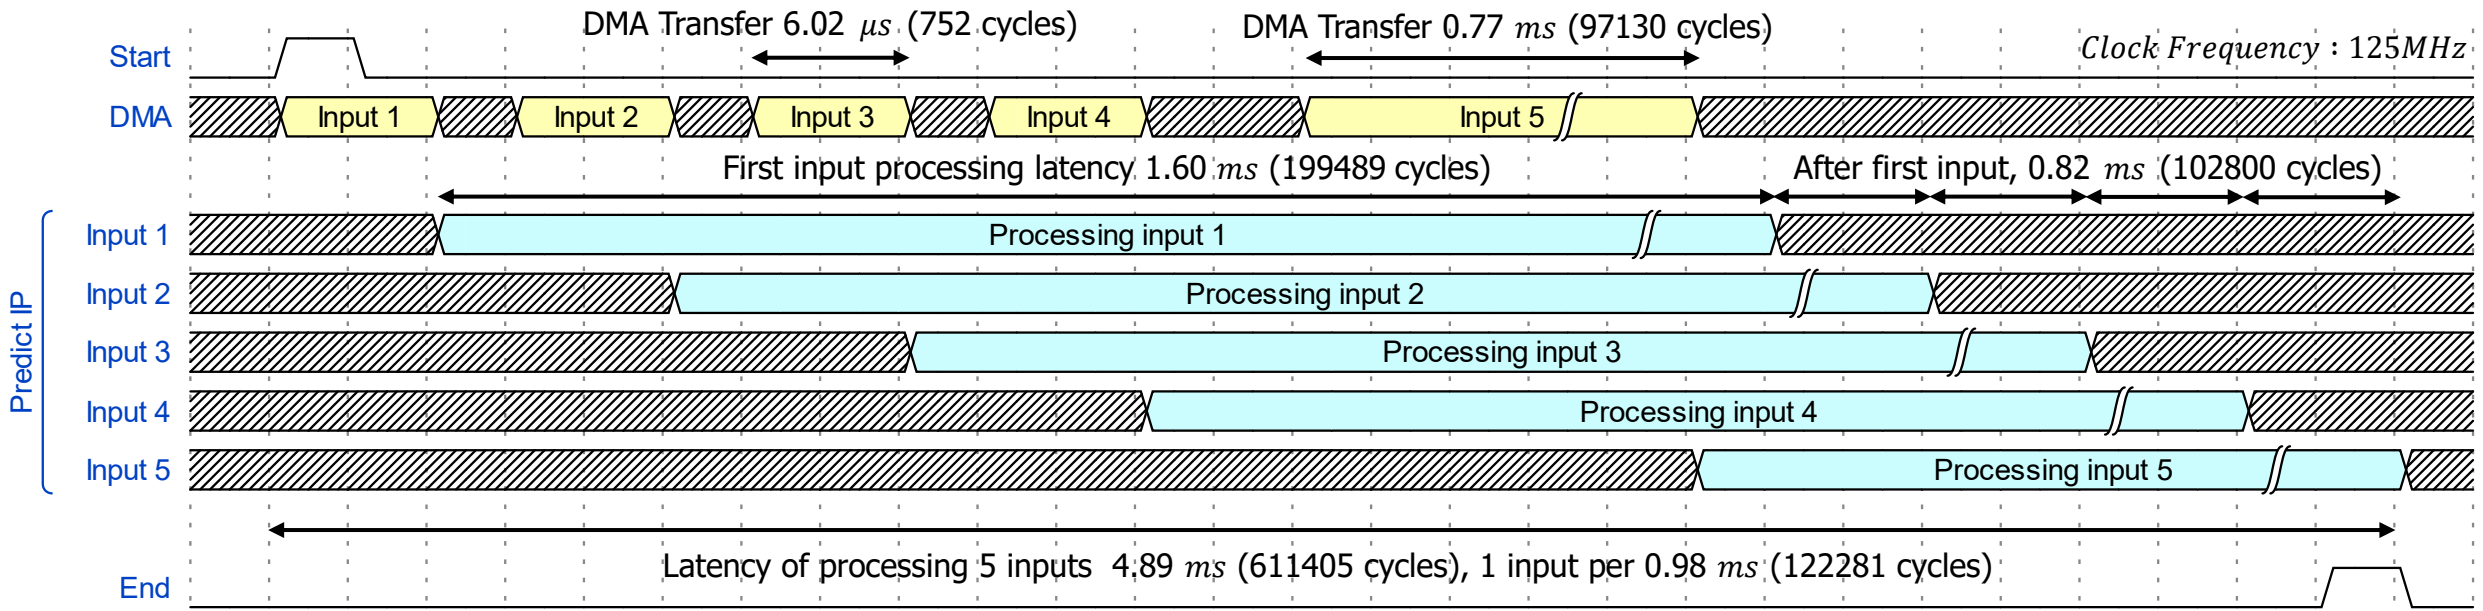 DMA Transfer 6.02 μs (752 cycles)
DMA Transfer 0.77 ms (97130 cycles)
Start
Clock Frequency : 125MHz
DMA
Input 1
Input 2
Input 3
Input 4
Input 5
First input processing latency 1.60 ms (199489 cycles)
After first input, 0.82 ms (102800 cycles)
Predict IP
Input 1
Processing input 1
Input 2
Processing input 2
Input 3
Processing input 3
Input 4
Processing input 4
Input 5
Processing input 5
Latency of processing 5 inputs 4.89 ms (611405 cycles), 1 input per 0.98 ms (122281 cycles)
End